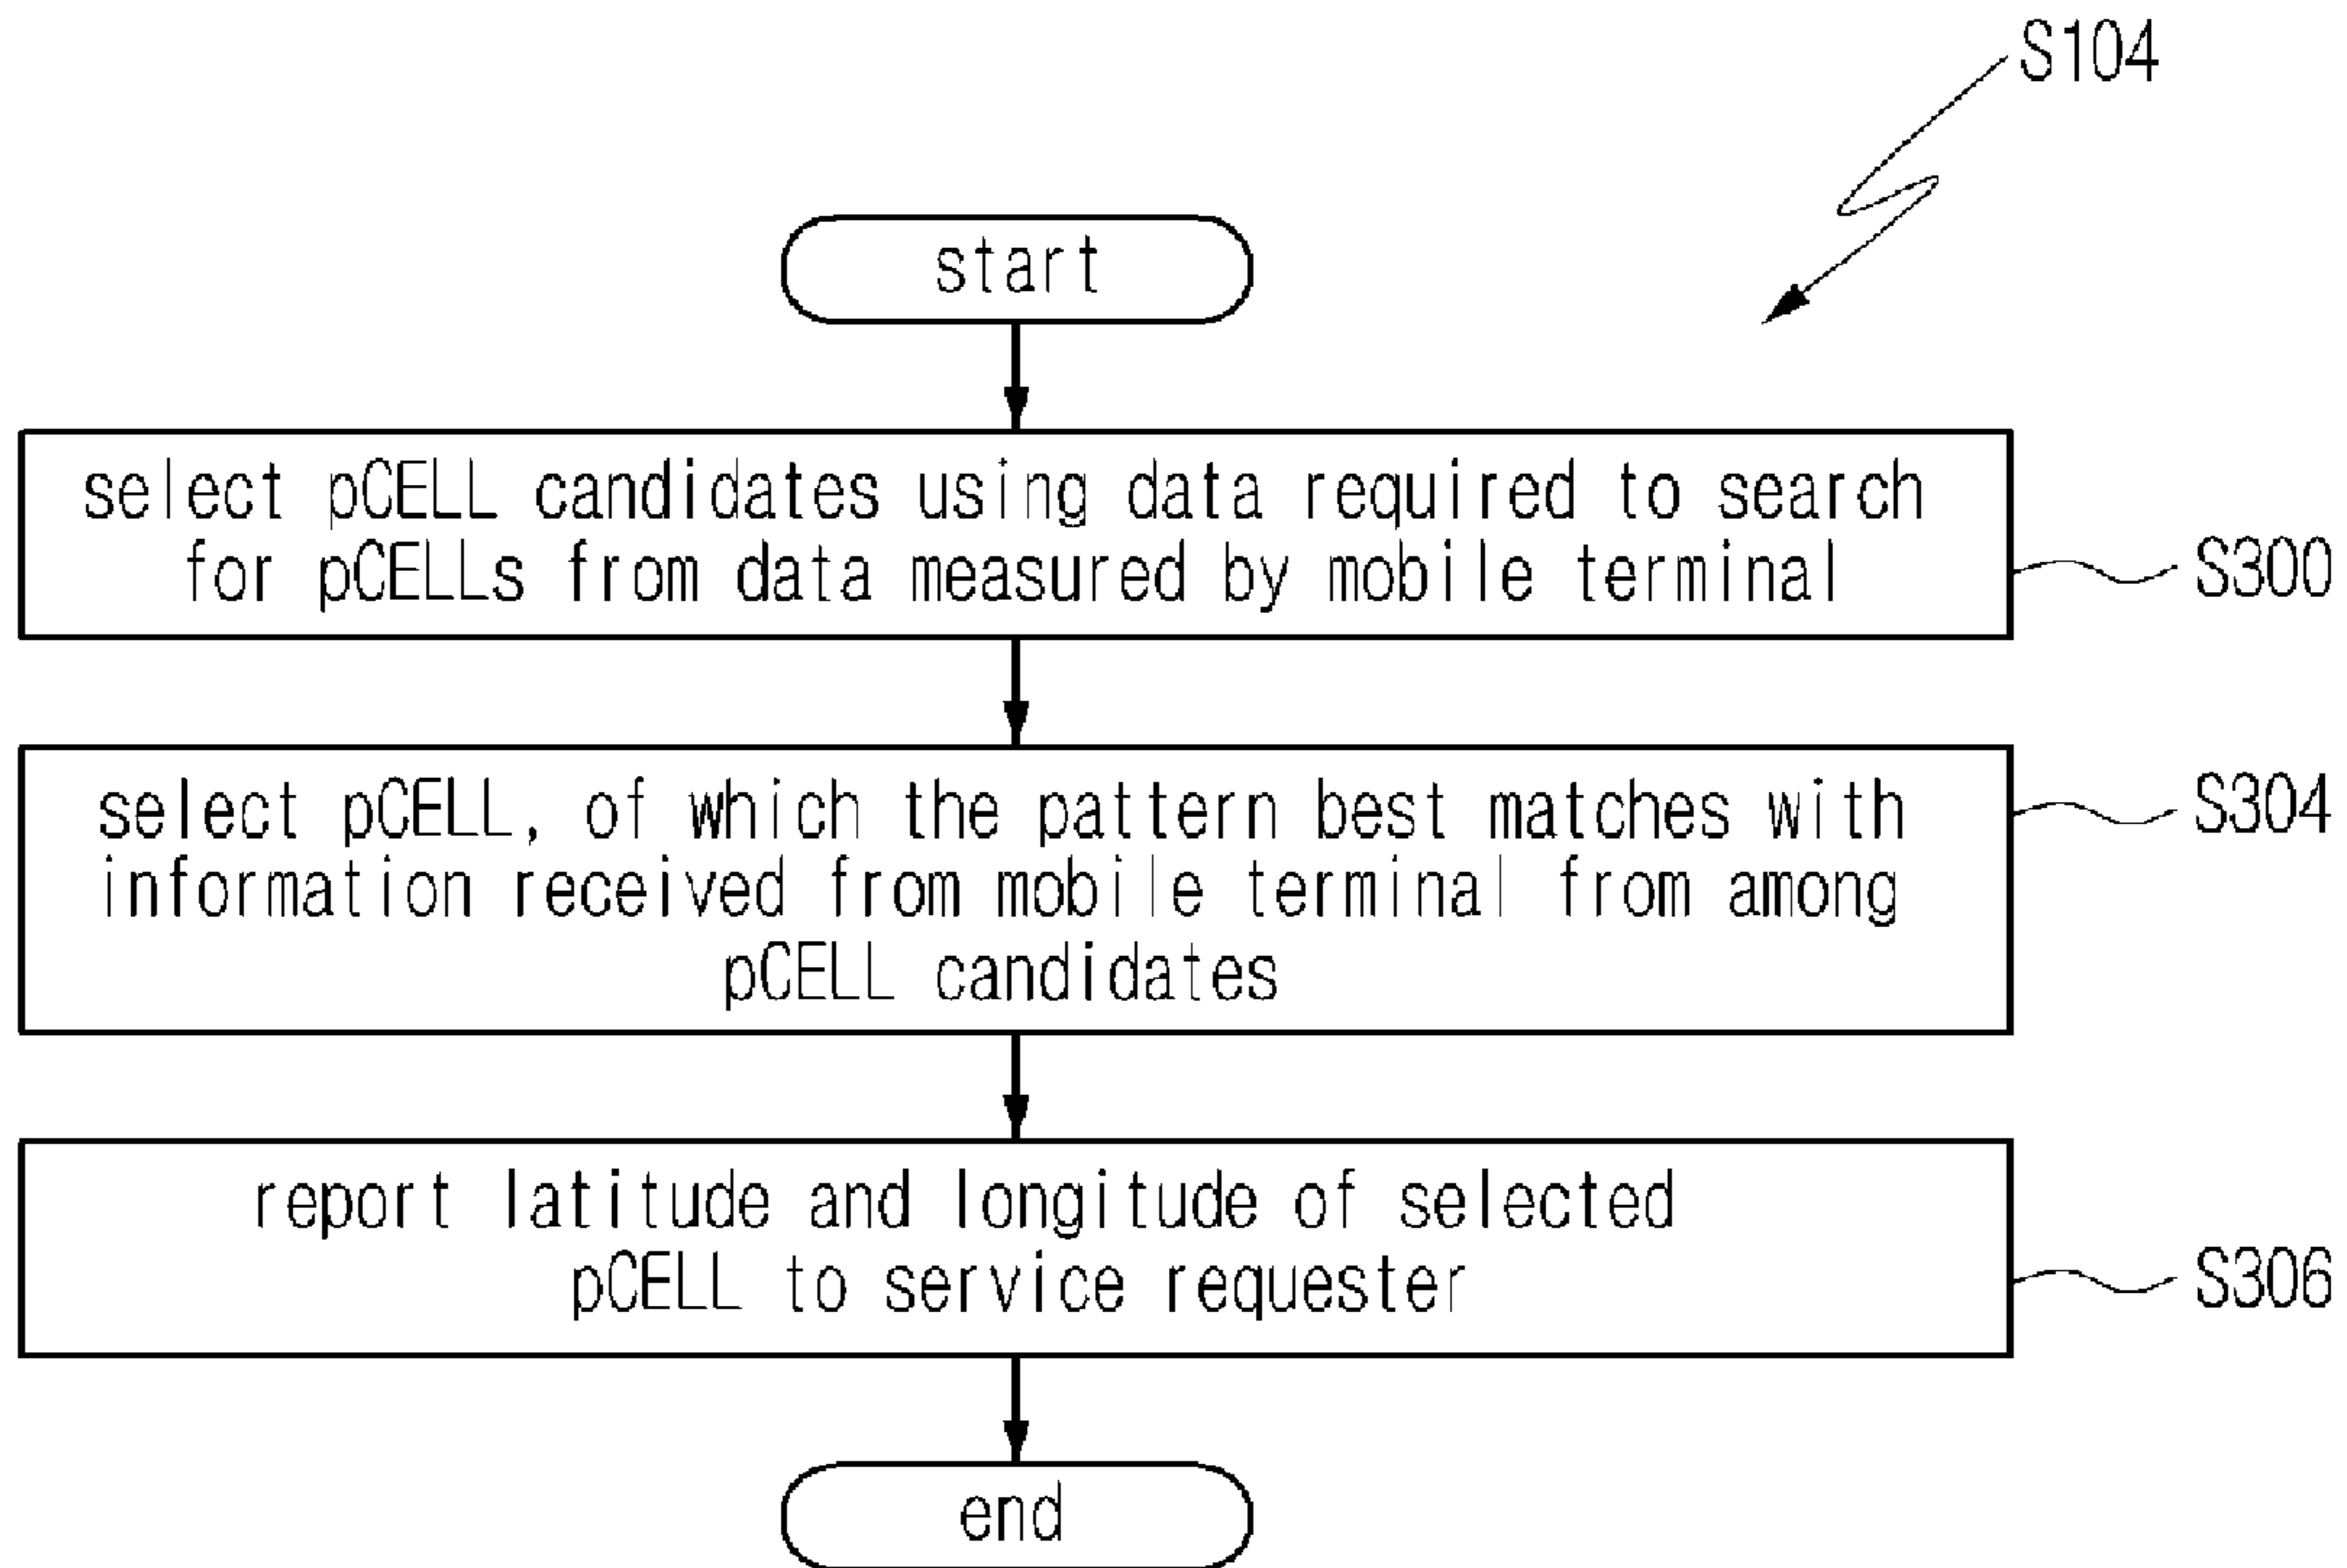 S104
start
select pCELL candidates using data required to search
for pCELLs from data measured by mobile terminal
S300
select pCELL, of which the pattern best matches with
information received from mobile terminal from among
pCELL candidates
S304
report latitude and longitude of selected
pCELL to service requester
S306
end